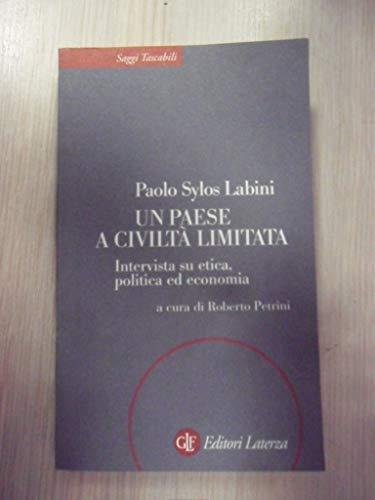 Saggi Tascabili
Paolo Sylos Labini
UN PAESE
A CIVILTÀ LIMITATA
Intervista su etica,
politica ed economia
a cura di Roberto Petrini
GLF Editori Laterza